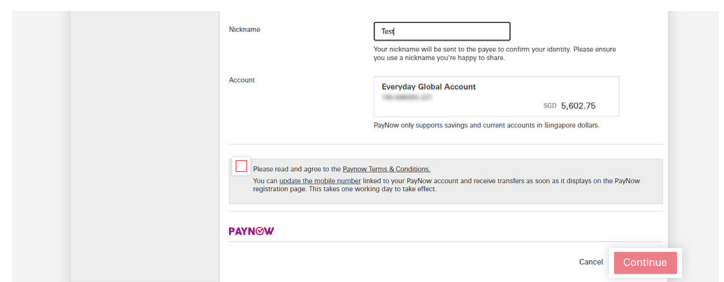 Nickname
Test
Your nickname will be sent to the payee to confirm your identity. Please ensure
you use a nickname you're happy to share.
Account
Everyday Global Account
SGD 5,602.75
PayNow only supports savings and current accounts in Singapore dollars.
Please read and agree to the Paynow Terms & Conditions.
You can update the mobile number linked to your PayNow account and receive transfers as soon as it displays on the PayNow
registration page. This takes one working day to take effect.
PAYNOW
Cancel
Continue